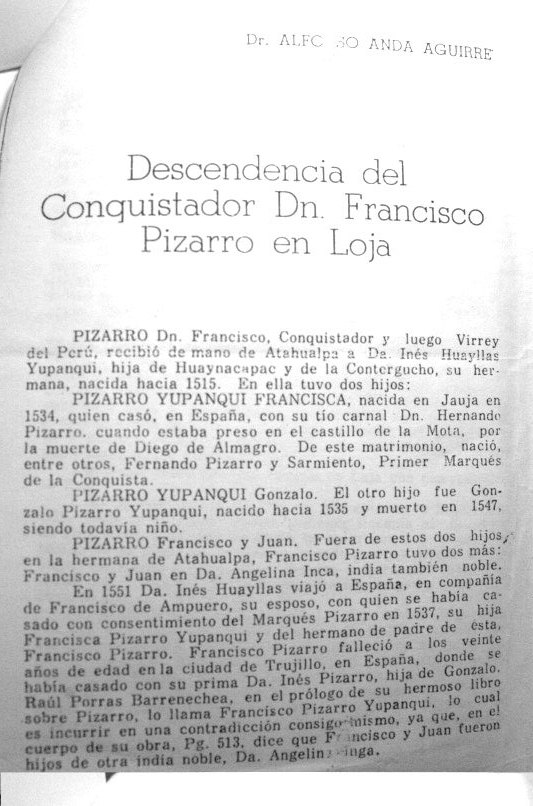 Dr. ALFO SO ANDA AGUIRRE
Descendencia del
Conquistador Dn. Francisco
Pizarro en Loja
PIZARRO Dn. Francisco, Conquistador y luego Virrey
del Perú, recibió de mano de Atahualpa a Da. Inés Huayllas
Yupanqui, hija de Huaynacapac y de la Contergucho, su her-
mana, nacida hacia 1515. En ella tuvo dos hijos:
PIZARRO YUPANQUI FRANCISCA, nacida en Jauja en
1534, quien casó, en España, con su tío carnal Dn. Hernando
Pizarro. cuando estaba preso en el castillo de la Mota, por
la muerte de Diego de Almagro. De este matrimonio, nació,
entre otros, Fernando Pizarro y Sarmiento, Primer Marqués
de la Conquista.
PIZARRO YUPANQUI Gonzalo. El otro hijo fue Gon-
zalo Pizarro Yupanqui, nacido hacia 1535 y muerto en 1547,
siendo todavía niño.
PIZARRO Francisco y Juan. Fuera de estos dos hijos,
en la hermana de Atahualpa, Francisco Pizarro tuvo dos más:
Francisco y Juan en Da. Angelina Inca, india también noble.
En 1551 Da. Inés Huayllas viajó a España, en compañía
de Francisco de Ampuero, su esposo, con quien se había ca-
sado con consentimiento del Marqués Pizarro en 1537, su hija
Francisca Pizarro Yupanqui y del hermano de padre de ésta,
Francisco Pizarro. Francisco Pizarro falleció a los veinte
años de edad en la ciudad de Trujillo, en España, donde se
había casado con su prima Da. Inés Pizarro, hija de Gonzalo.
Raúl Porras Barrenechea, en el prólogo de su hermoso libro
sobre Pizarro, lo llama Francisco Pizarro Yupanqui, lo cual
es incurrir en una contradicción consigo mismo, ya que, en el
cuerpo de su obra, Pg. 513, dice que Francisco y Juan fueron
hijos de otra india noble, Da. Angelina